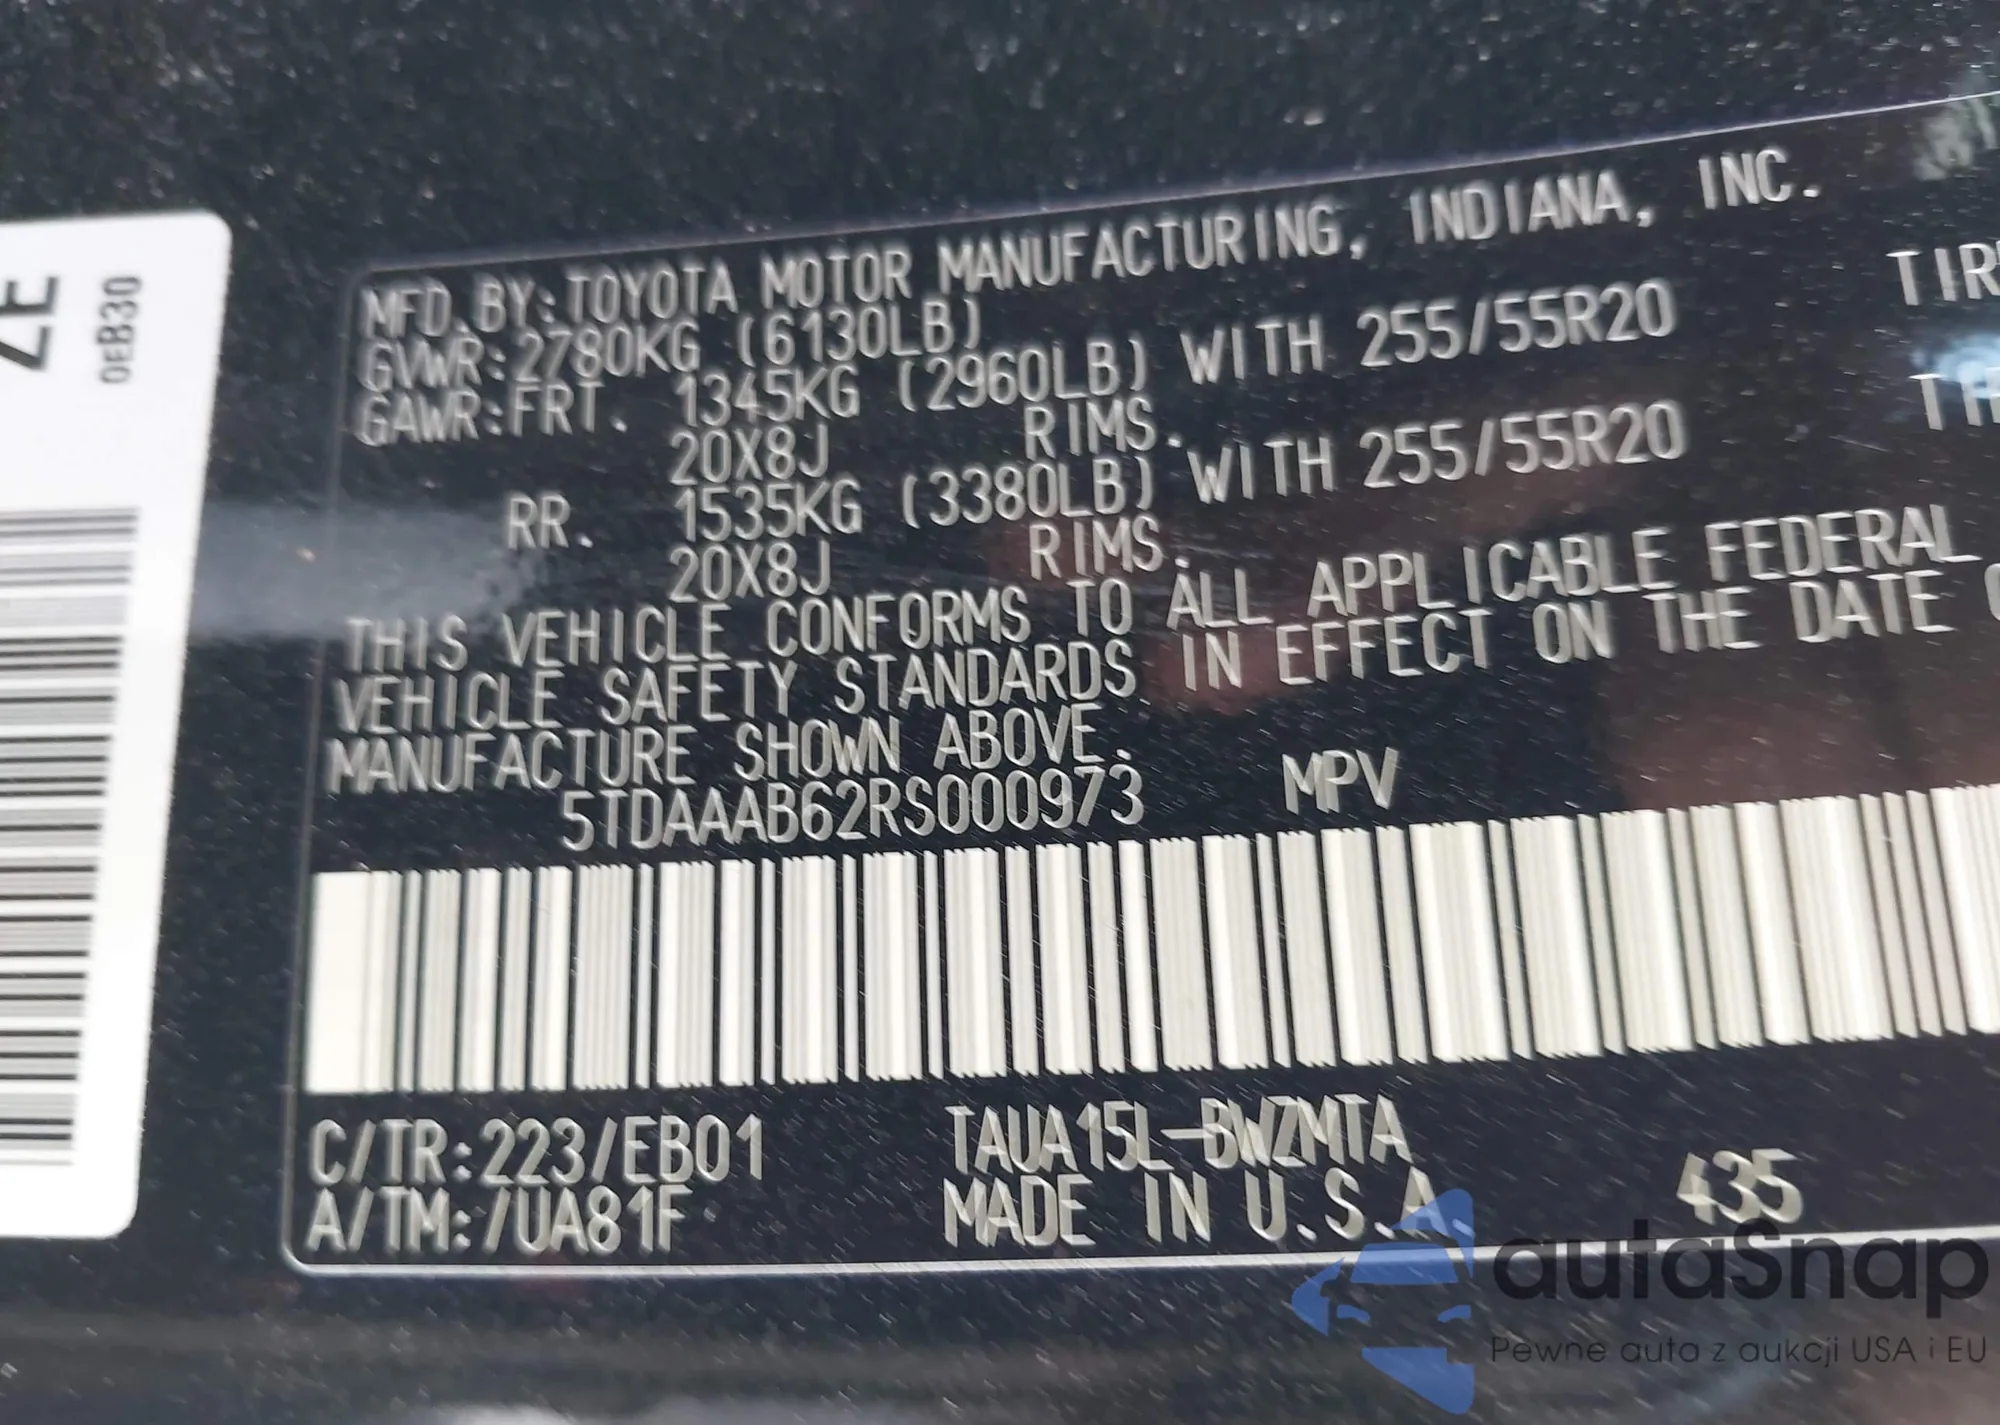 ZE
0EB30
MFD.BY:TOYOTA MOTOR MANUFACTURING, INDIANA, INC.
GVWR:2780KG (6130LB)
GAWR:FRT. 1345KG (2960LB) WITH 255/55R20
20X8J RIMS.
RR. 1535KG (3380LB) WITH 255/55R20
20X8J RIMS.
THIS VEHICLE CONFORMS TO ALL APPLICABLE FEDERAL
VEHICLE SAFETY STANDARDS IN EFFECT ON THE DATE
MANUFACTURE SHOWN ABOVE.
5TDAAAB62RS000973 MPV
C/TR:223/EB01 TAUA15L-BWZMTA
A/TM:/UA81F MADE IN U.S.A. 435
autaSnap
Pewne auta z aukcji USA i EU